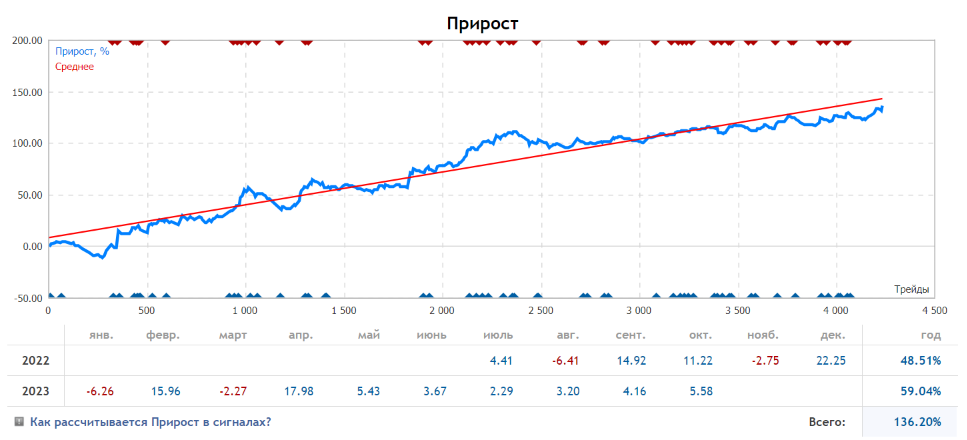 Прирост
200.00
Прирост, %
Среднее
150.00
100.00
50.00
0.00
-50.00
Трейды
0 500 1 000 1 500 2 000 2 500 3 000 3 500 4 000 4 500
янв. февр. март апр. май июнь июль авг. сент. окт. нояб. дек. год
2022 4.41 -6.41 14.92 11.22 -2.75 22.25 48.51%
2023 -6.26 15.96 -2.27 17.98 5.43 3.67 2.29 3.20 4.16 5.58 59.04%
Как рассчитывается Прирост в сигналах? Всего: 136.20%